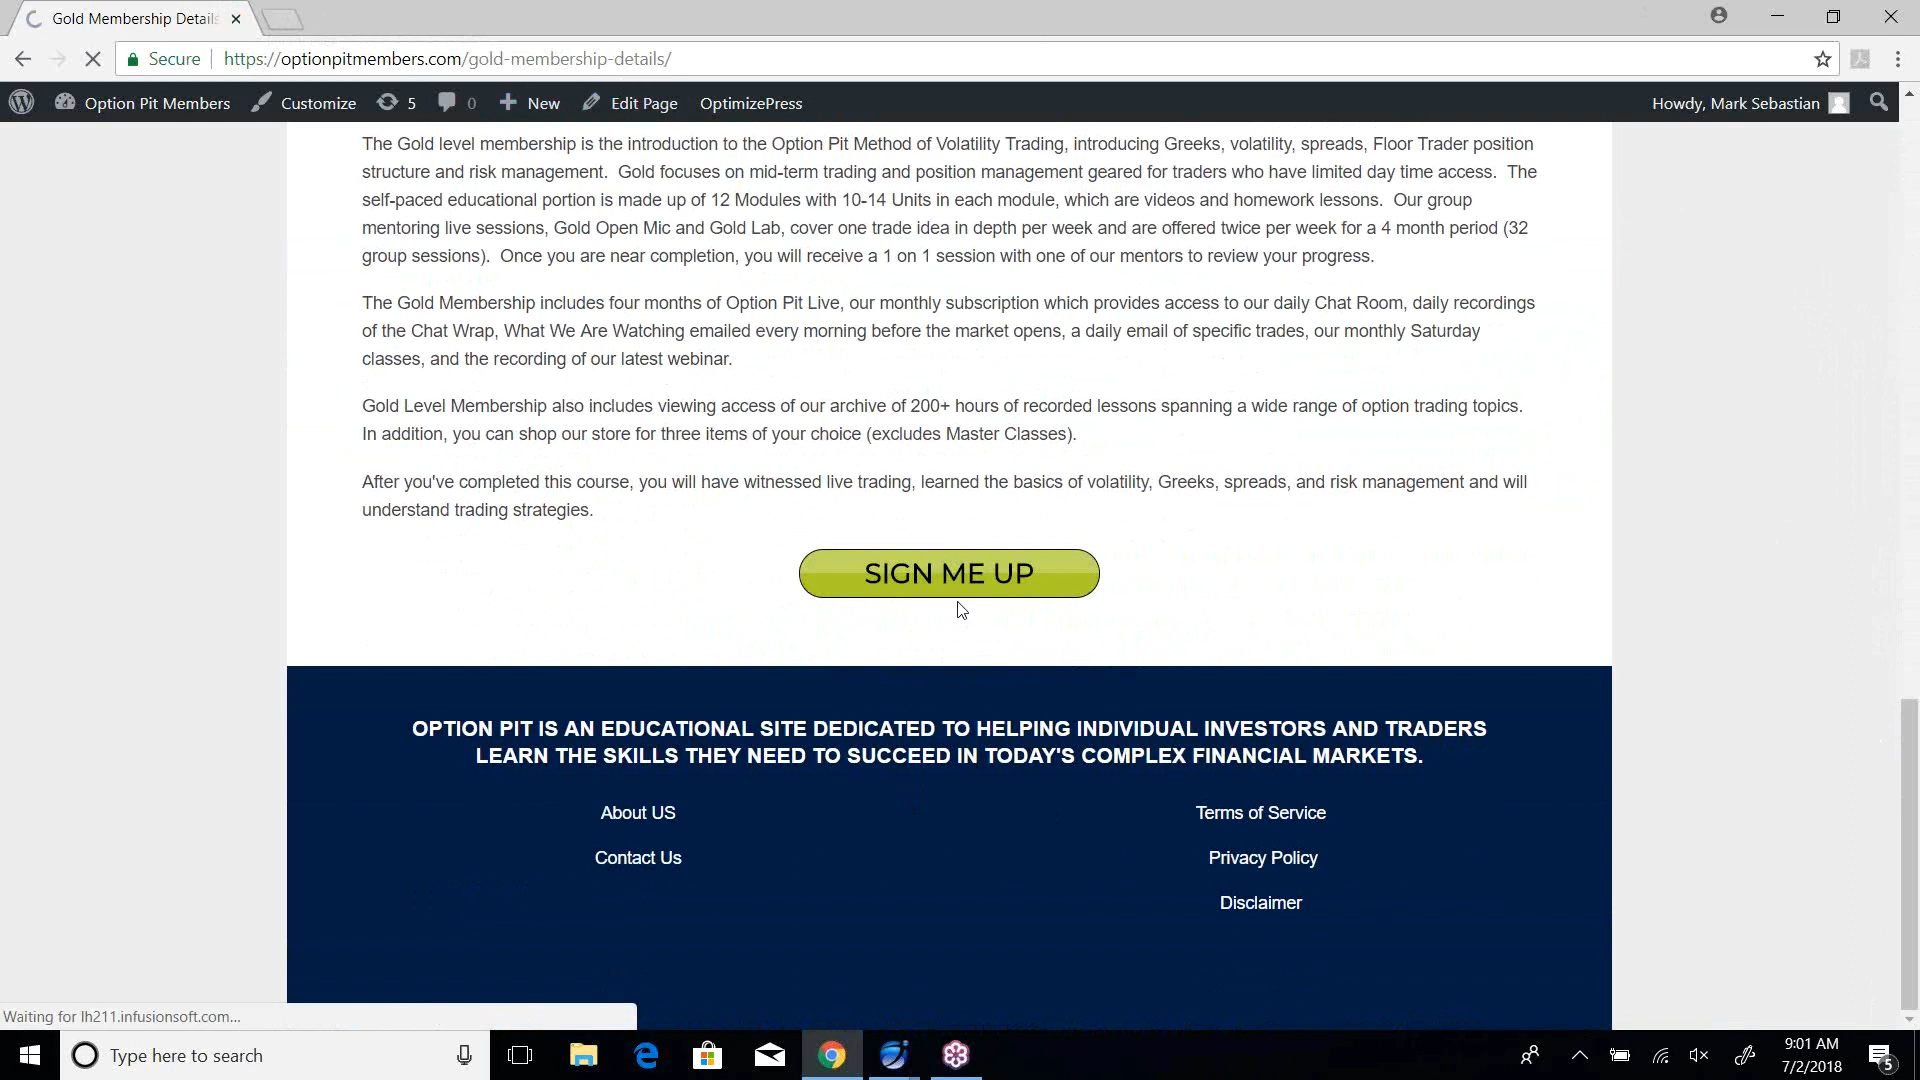 Gold Membership Details
Secure
https://optionpitmembers.com/gold-membership-details/
Option Pit Members Customize 5 0 New Edit Page OptimizePress Howdy, Mark Sebastian
The Gold level membership is the introduction to the Option Pit Method of Volatility Trading, introducing Greeks, volatility, spreads, Floor Trader position
structure and risk management. Gold focuses on mid-term trading and position management geared for traders who have limited day time access. The
self-paced educational portion is made up of 12 Modules with 10-14 Units in each module, which are videos and homework lessons. Our group
mentoring live sessions, Gold Open Mic and Gold Lab, cover one trade idea in depth per week and are offered twice per week for a 4 month period (32
group sessions). Once you are near completion, you will receive a 1 on 1 session with one of our mentors to review your progress.
The Gold Membership includes four months of Option Pit Live, our monthly subscription which provides access to our daily Chat Room, daily recordings
of the Chat Wrap, What We Are Watching emailed every morning before the market opens, a daily email of specific trades, our monthly Saturday
classes, and the recording of our latest webinar.
Gold Level Membership also includes viewing access of our archive of 200+ hours of recorded lessons spanning a wide range of option trading topics.
In addition, you can shop our store for three items of your choice (excludes Master Classes).
After you've completed this course, you will have witnessed live trading, learned the basics of volatility, Greeks, spreads, and risk management and will
understand trading strategies.
SIGN ME UP
OPTION PIT IS AN EDUCATIONAL SITE DEDICATED TO HELPING INDIVIDUAL INVESTORS AND TRADERS
LEARN THE SKILLS THEY NEED TO SUCCEED IN TODAY'S COMPLEX FINANCIAL MARKETS.
About US
Contact Us
Terms of Service
Privacy Policy
Disclaimer
Waiting for lh211.infusionsoft.com...
Type here to search
9:01 AM
7/2/2018
5